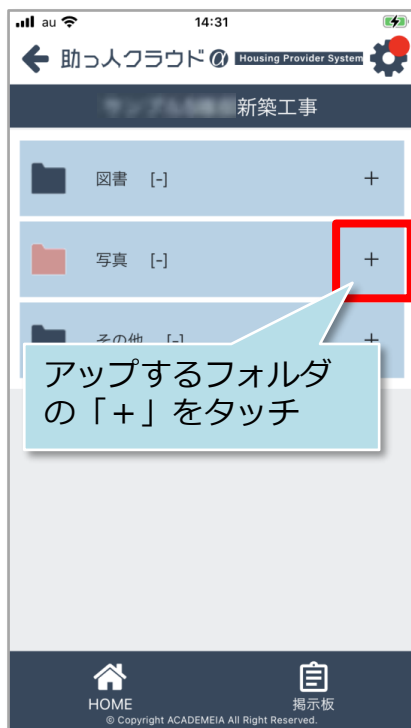 au 14:31
助っ人クラウド@ Housing Provider System
新築工事
図書 [-] +
写真 [-] +
その他 [-] +
アップするフォルダ
の「+」をタッチ
HOME 掲示板
© Copyright ACADEMEIA All Right Reserved.